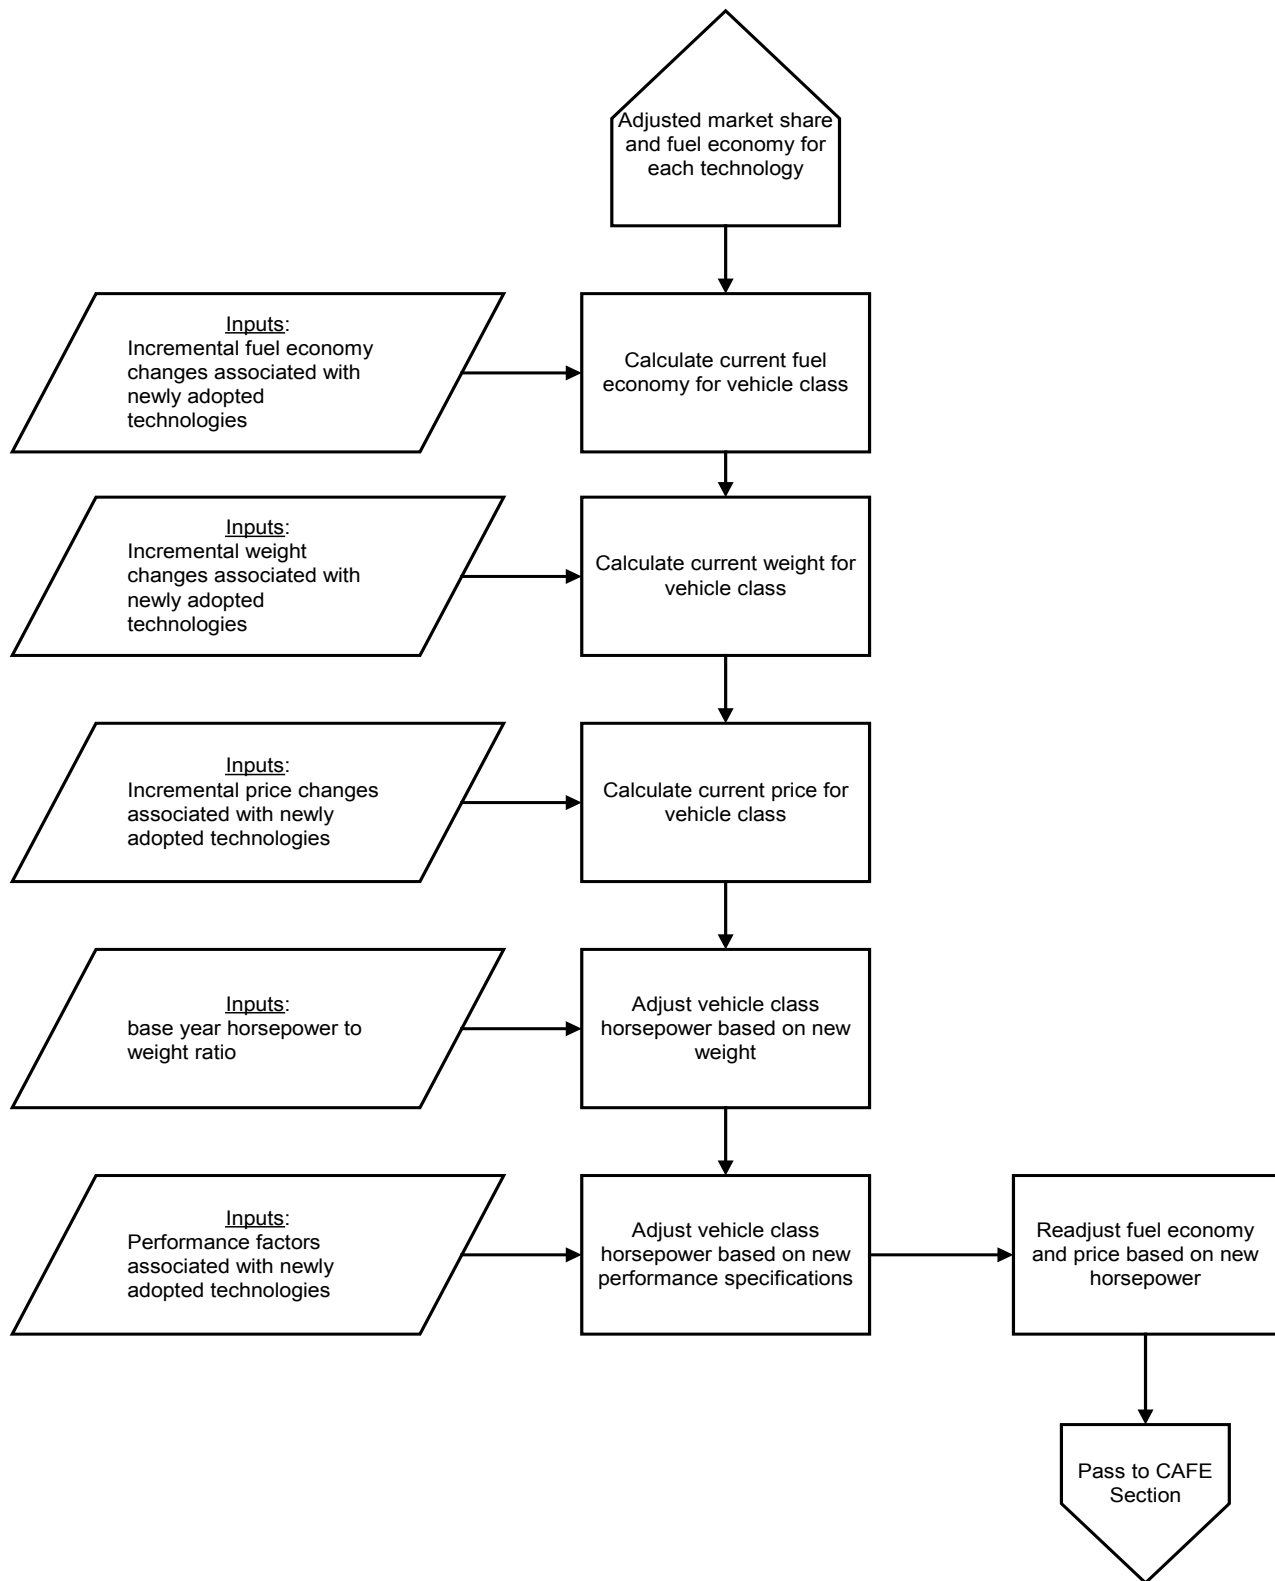 Adjusted market share
and fuel economy for
each technology
Inputs:
Incremental fuel economy
changes associated with
newly adopted
technologies
Calculate current fuel
economy for vehicle class
Inputs:
Incremental weight
changes associated with
newly adopted
technologies
Calculate current weight for
vehicle class
Inputs:
Incremental price changes
associated with newly
adopted technologies
Calculate current price for
vehicle class
Inputs:
base year horsepower to
weight ratio
Adjust vehicle class
horsepower based on new
weight
Inputs:
Performance factors
associated with newly
adopted technologies
Adjust vehicle class
horsepower based on new
performance specifications
Readjust fuel economy
and price based on new
horsepower
Pass to CAFE
Section